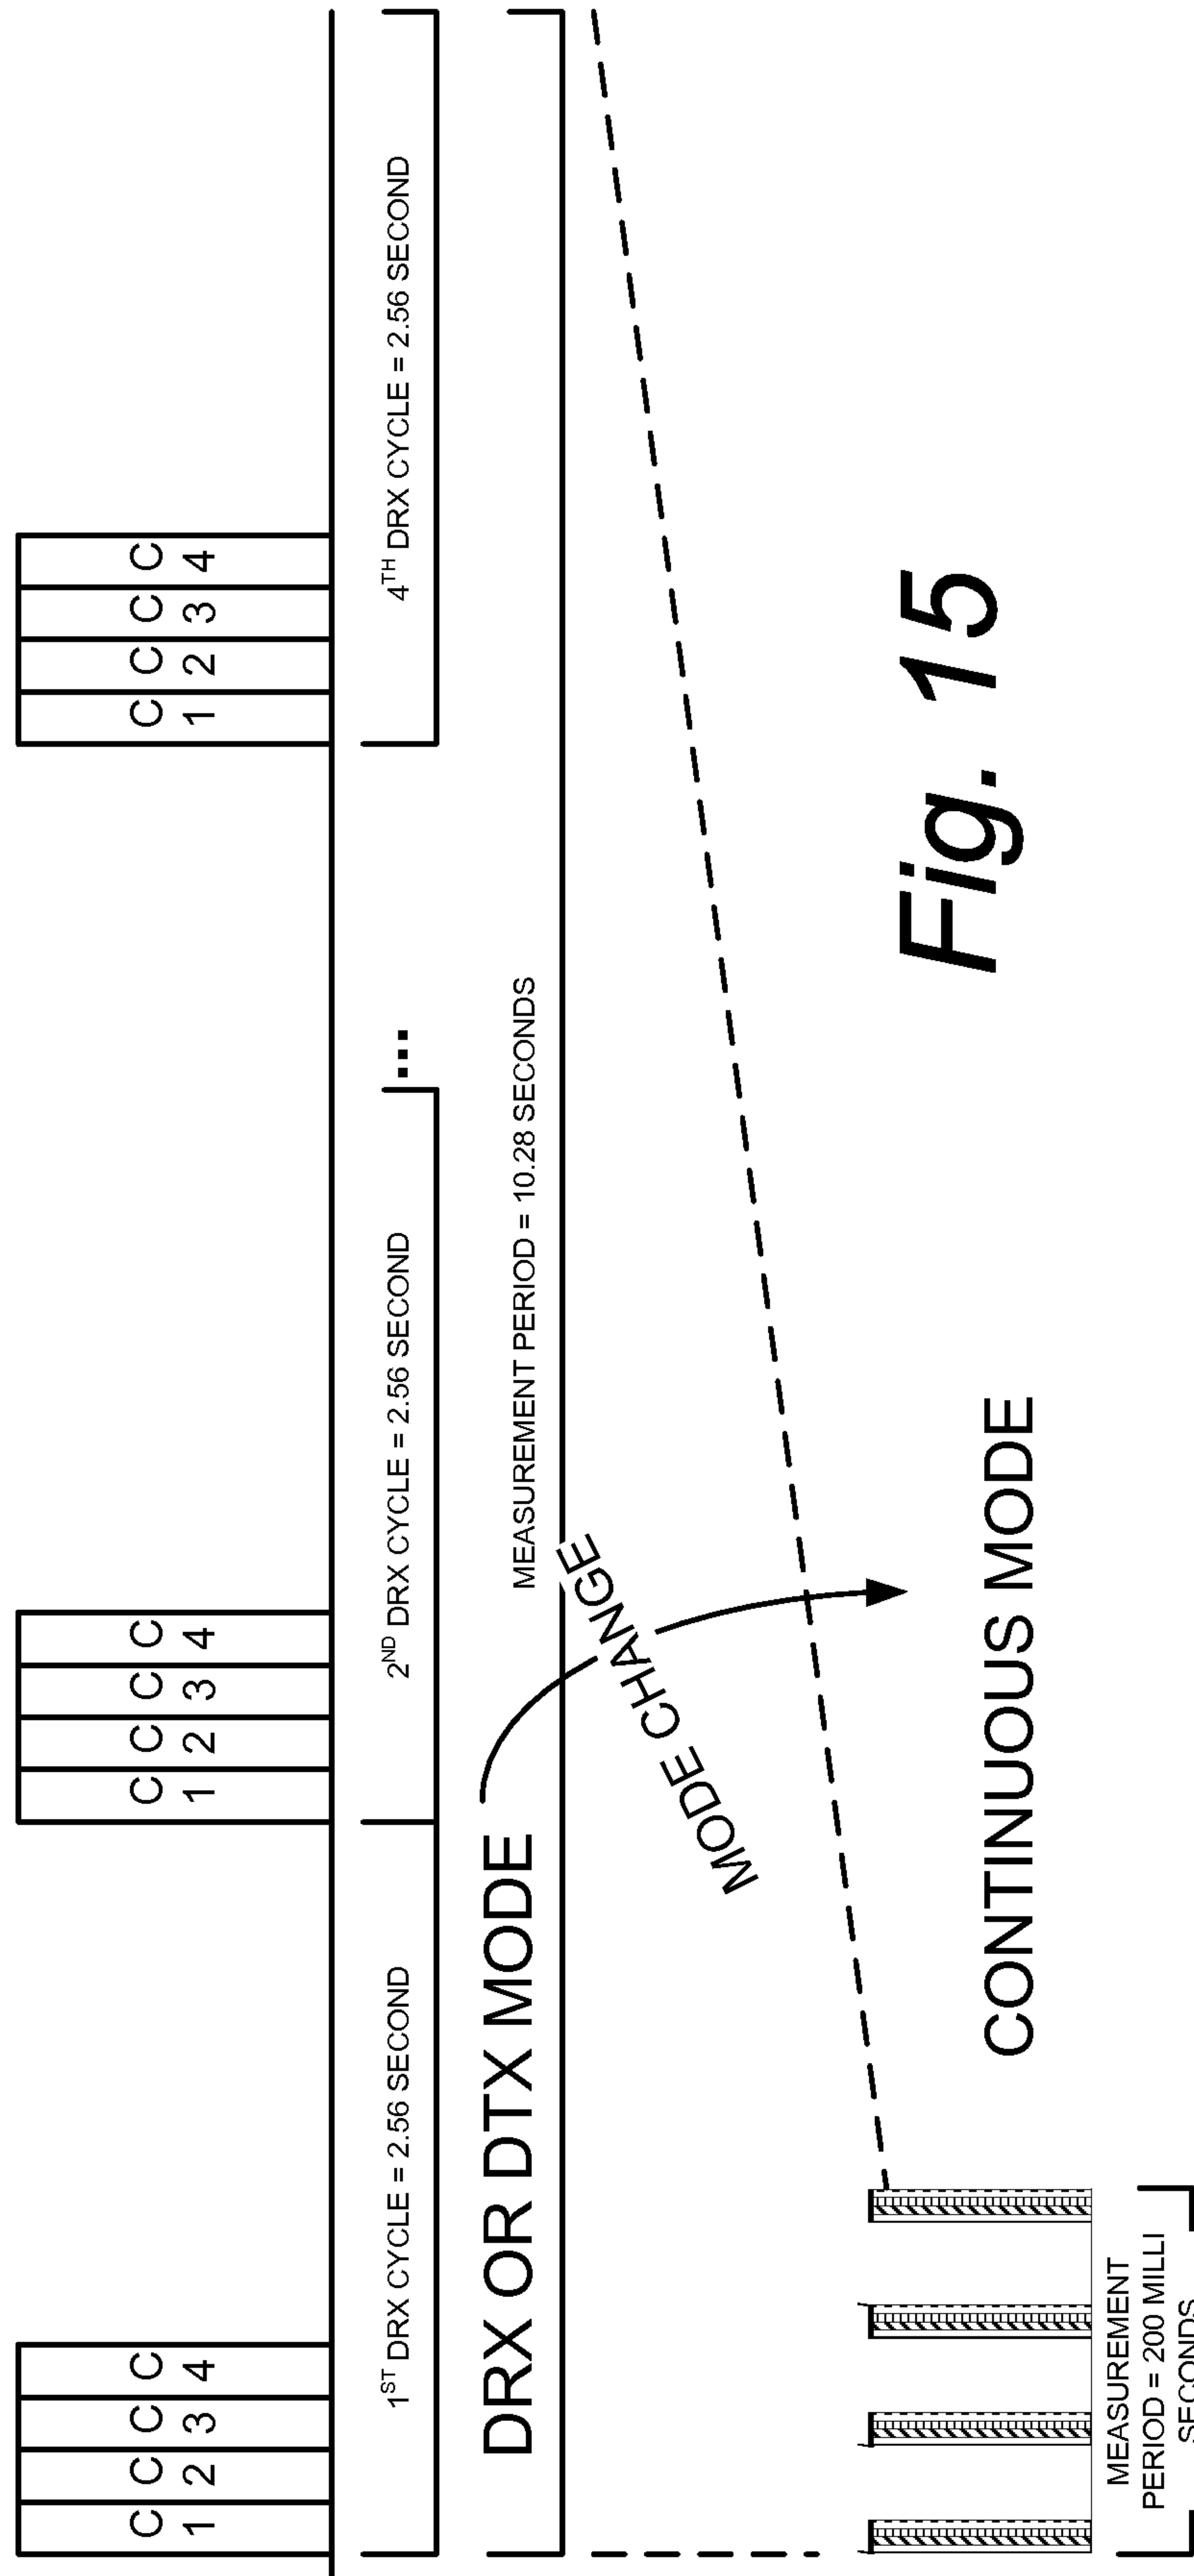 C C C C
1 2 3 4
C C C C
1 2 3 4
C C C C
1 2 3 4
1ST DRX CYCLE = 2.56 SECOND
2ND DRX CYCLE = 2.56 SECOND
...
4TH DRX CYCLE = 2.56 SECOND
DRX OR DTX MODE
MEASUREMENT PERIOD = 10.28 SECONDS
MODE CHANGE
CONTINUOUS MODE
MEASUREMENT
PERIOD = 200 MILLI
SECONDS
Fig. 15